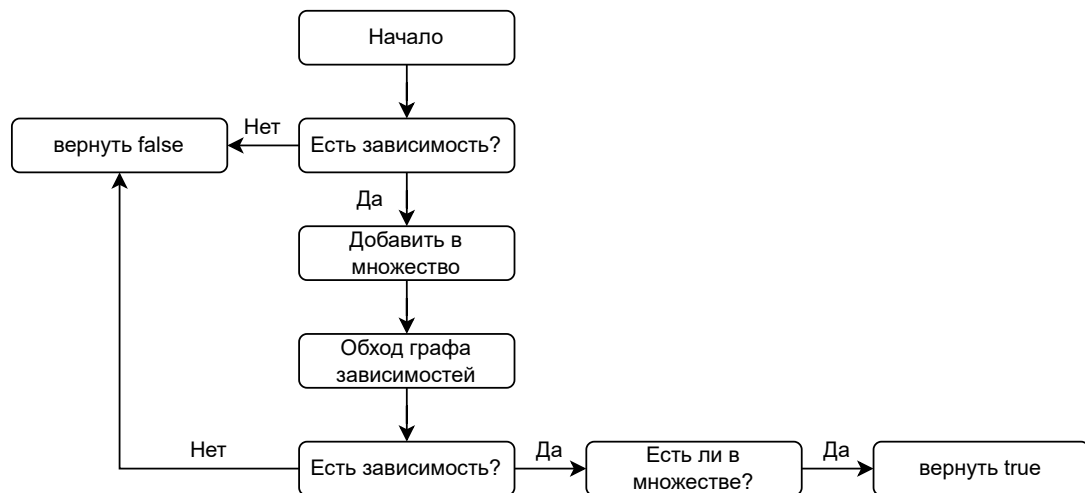 Начало
Нет
вернуть false
Есть зависимость?
Да
Добавить в
множество
Обход графа
зависимостей
Нет
Есть зависимость?
Да
Есть ли в
множестве?
Да
вернуть true